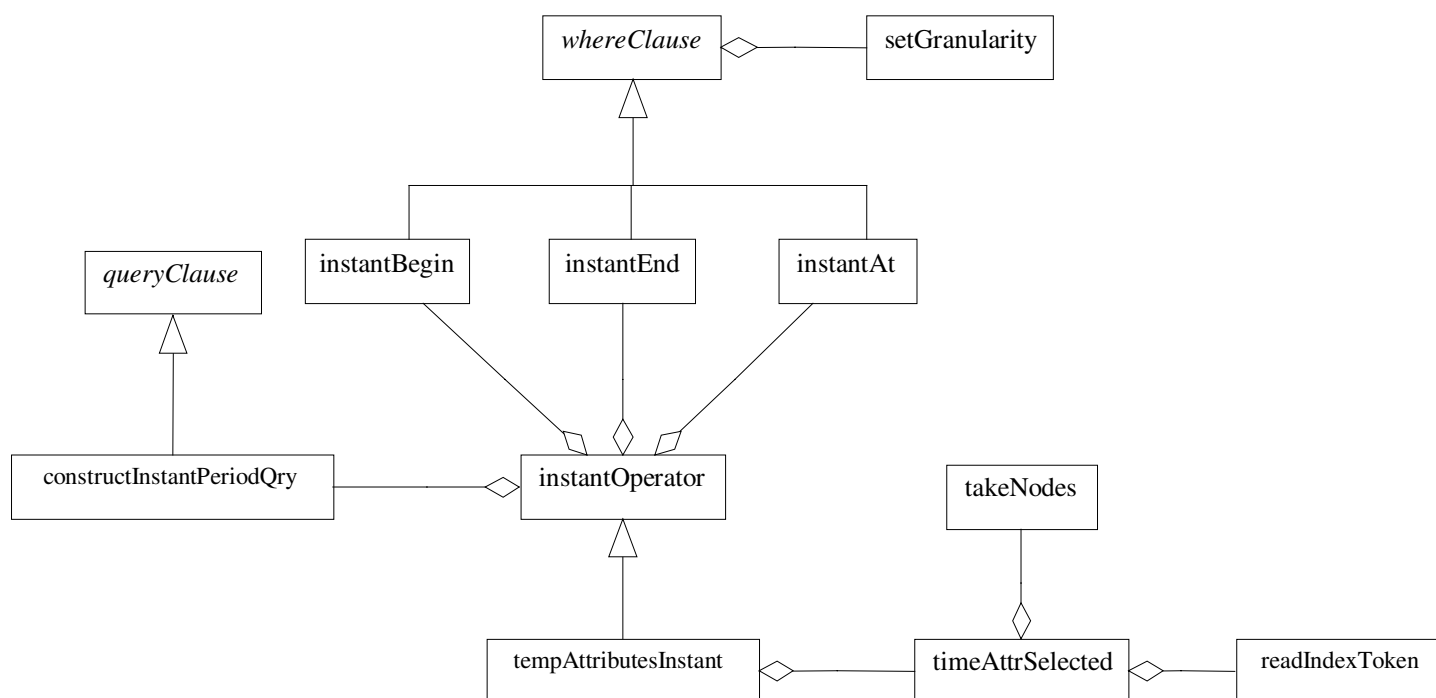 whereClause
setGranularity
instantBegin
instantEnd
instantAt
queryClause
constructInstantPeriodQry
instantOperator
takeNodes
tempAttributesInstant
timeAttrSelected
readIndexToken